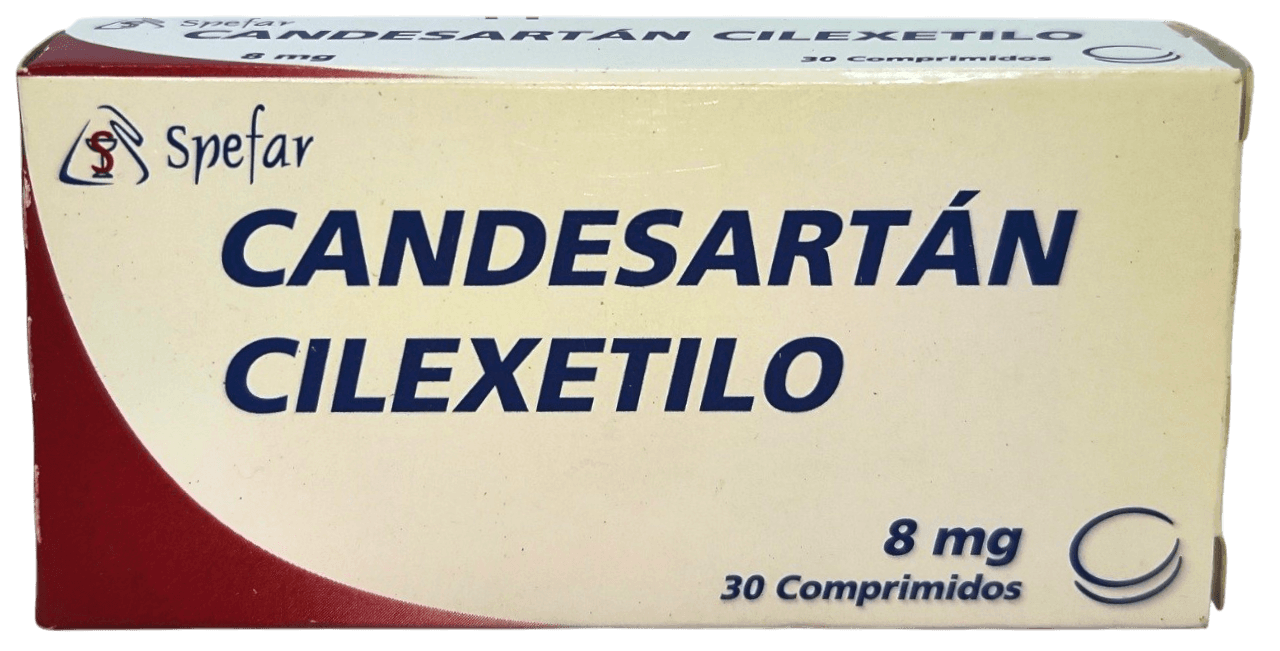 Spefar
CANDESARTÁN CILEXETILO
8 mg
30 Comprimidos
Spefar
CANDESARTÁN
CILEXETILO
8 mg
30 Comprimidos